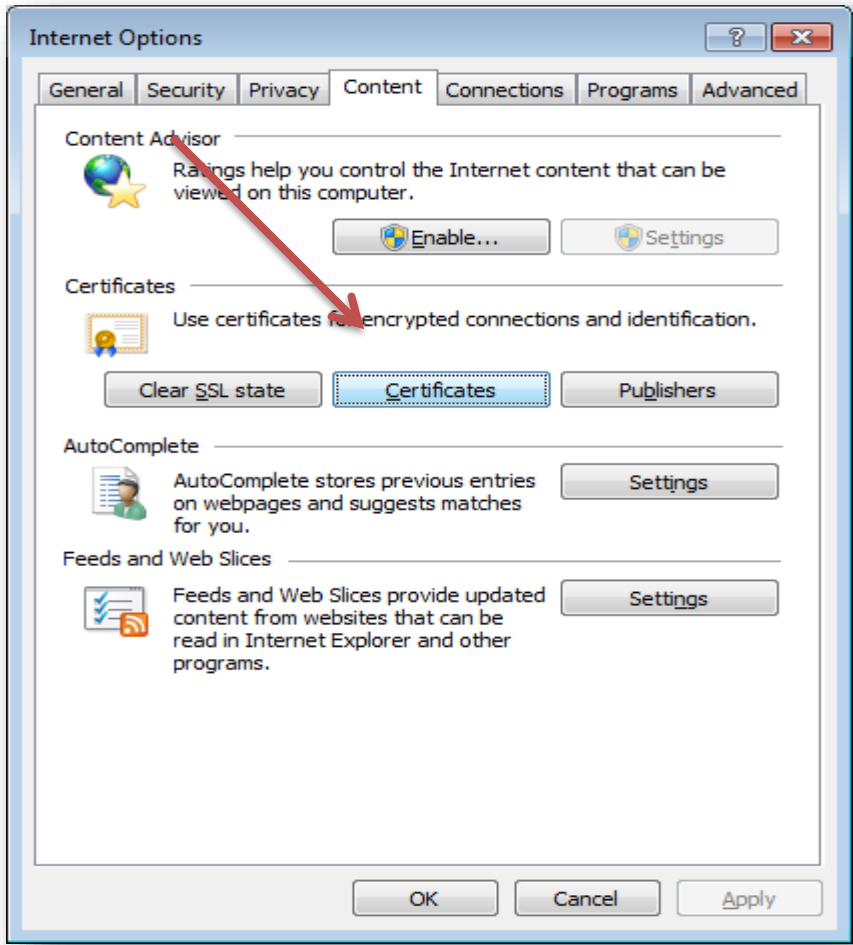 Internet Options
General Security Privacy Content Connections Programs Advanced
Content Advisor
Ratings help you control the Internet content that can be
viewed on this computer.
Enable... Settings
Certificates
Use certificates for encrypted connections and identification.
Clear SSL state Certificates Publishers
AutoComplete
AutoComplete stores previous entries
on webpages and suggests matches
for you.
Settings
Feeds and Web Slices
Feeds and Web Slices provide updated
content from websites that can be
read in Internet Explorer and other
programs.
Settings
OK Cancel Apply